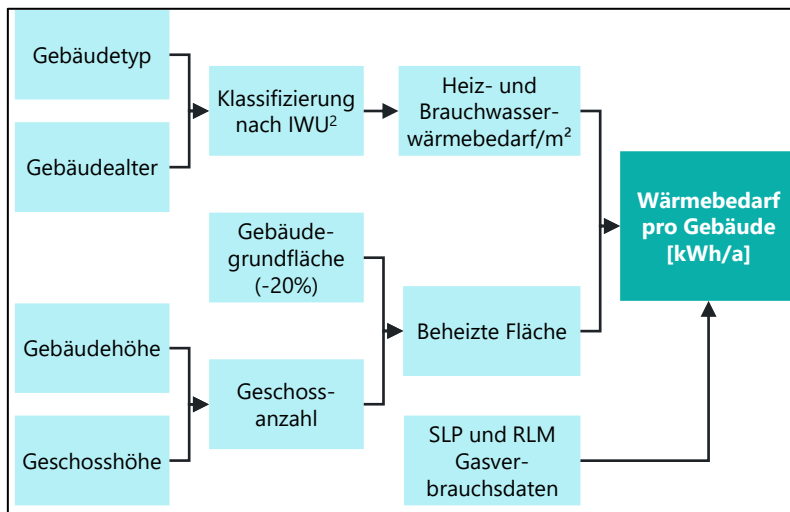 Gebäudetyp
Gebäudealter
Klassifizierung
nach IWU²
Heiz- und
Brauchwasser-
wärmebedarf/m²
Wärmebedarf
pro Gebäude
[kWh/a]
Gebäude-
grundfläche
(-20%)
Gebäudehöhe
Geschosshöhe
Geschoss-
anzahl
Beheizte Fläche
SLP und RLM
Gasver-
brauchsdaten